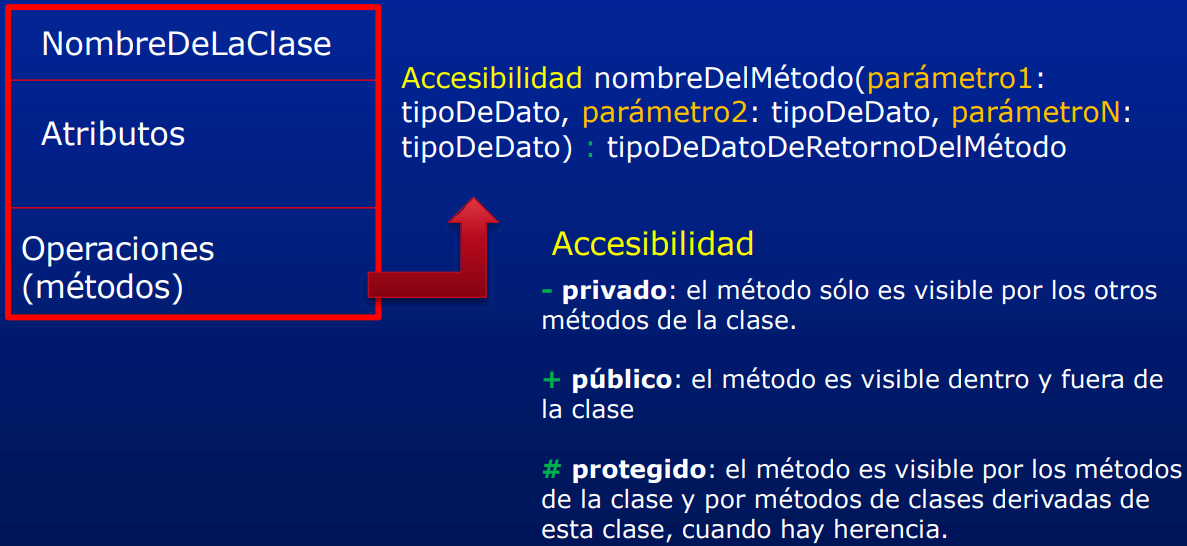 NombreDeLaClase
Atributos
Operaciones
(métodos)
Accesibilidad nombreDelMétodo(parámetro1:
tipoDeDato, parámetro2: tipoDeDato, parámetroN:
tipoDeDato) : tipoDeDatoDeRetornoDelMétodo
Accesibilidad
- privado: el método sólo es visible por los otros
métodos de la clase.
+ público: el método es visible dentro y fuera de
la clase
# protegido: el método es visible por los métodos
de la clase y por métodos de clases derivadas de
esta clase, cuando hay herencia.